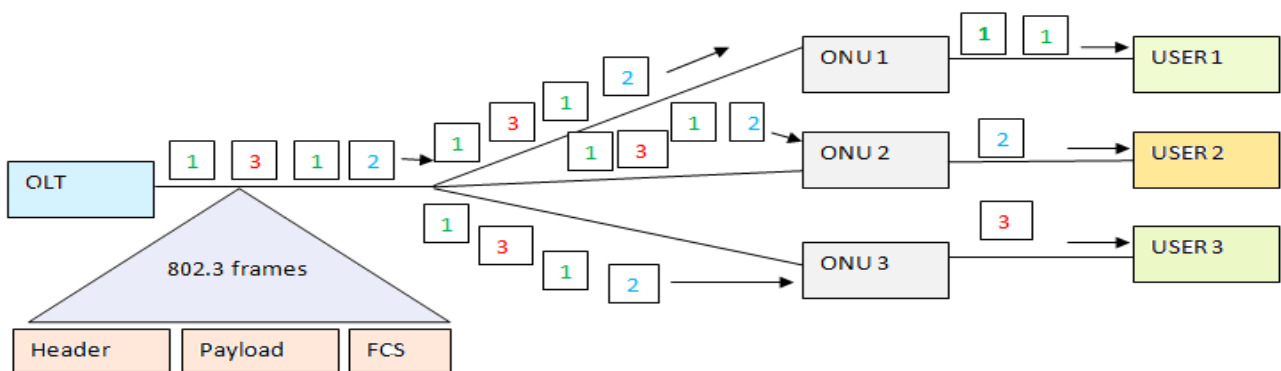 1 1
ONU 1
USER 1
2
1
3
1
1 3 1 2
1 3 1 2
2
ONU 2
USER 2
OLT
1
3
1
2
3
ONU 3
USER 3
802.3 frames
Header Payload FCS